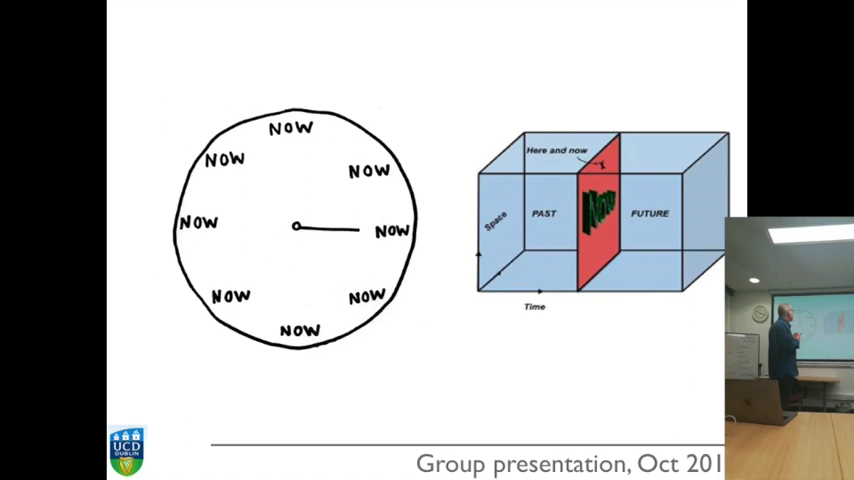 NOW
NOW
NOW
NOW
NOW
NOW
NOW
NOW
Here and now
Space
PAST
NOW
FUTURE
Time
UCD
DUBLIN
Group presentation, Oct 201